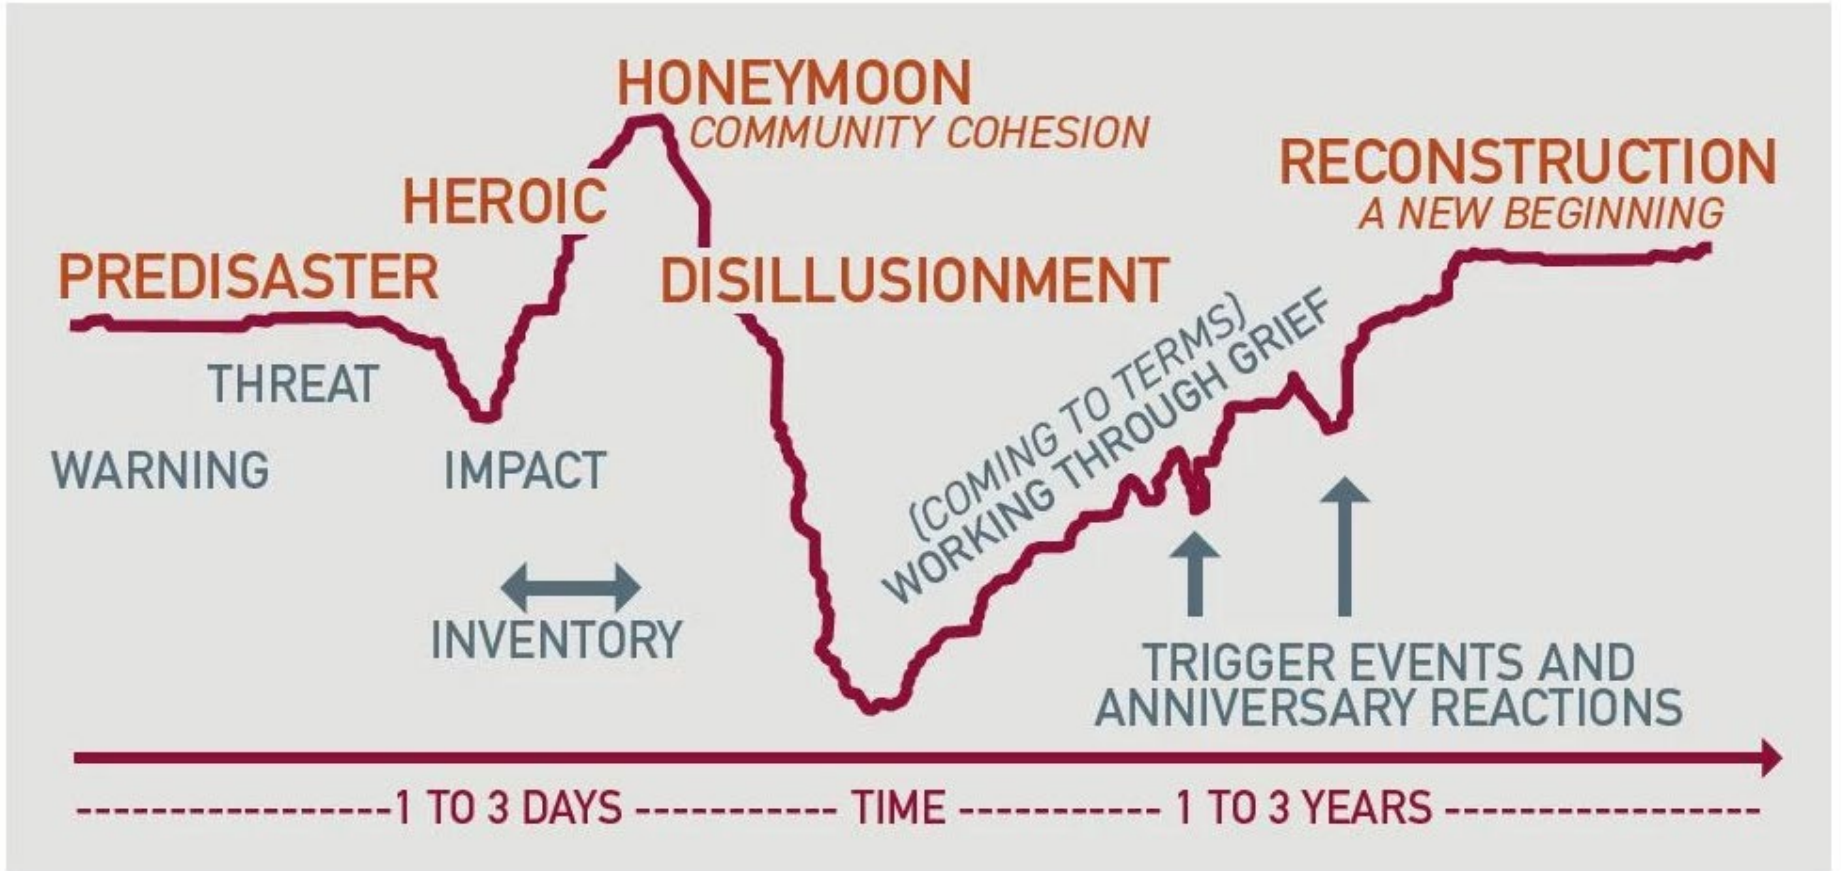 HONEYMOON
COMMUNITY COHESION
HEROIC
RECONSTRUCTION
A NEW BEGINNING
PREDISASTER
DISILLUSIONMENT
THREAT
WARNING
IMPACT
(COMING TO TERMS)
WORKING THROUGH GRIEF
INVENTORY
TRIGGER EVENTS AND
ANNIVERSARY REACTIONS
1 TO 3 DAYS TIME 1 TO 3 YEARS